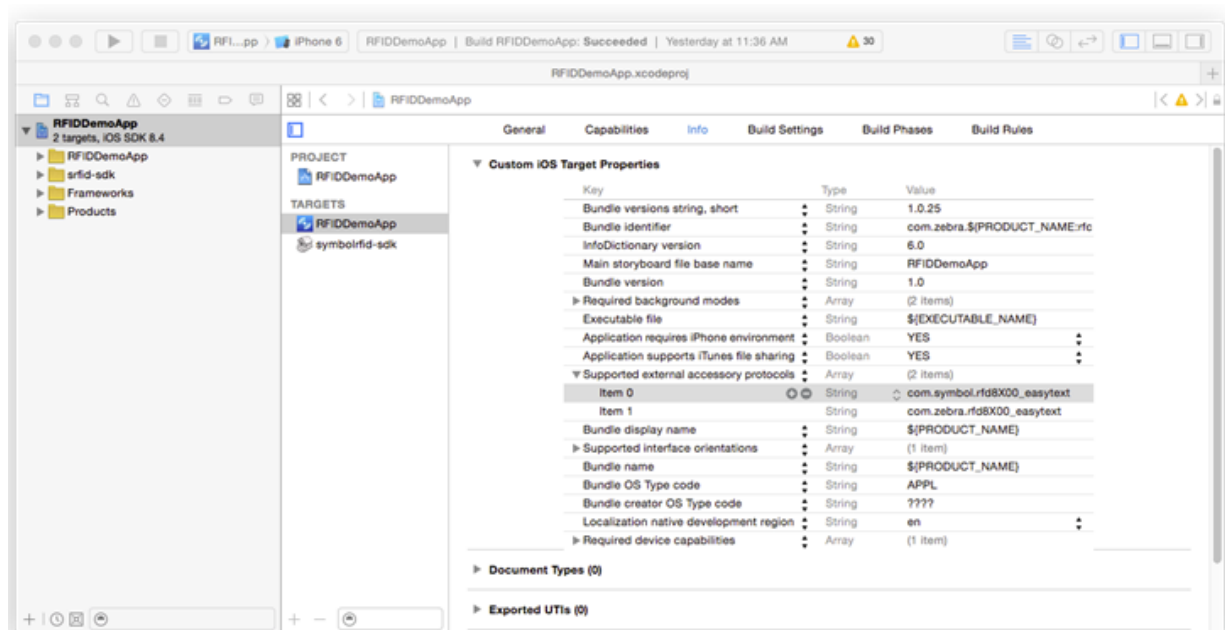 RFI...pp iPhone 6 RFIDDemoApp | Build RFIDDemoApp: Succeeded | Yesterday at 11:36 AM 30
RFIDDemoApp.xcodeproj
RFIDDemoApp
RFIDDemoApp
2 targets, iOS SDK 8.4
RFIDDemoApp
srfid-sdk
Frameworks
Products
PROJECT
RFIDDemoApp
TARGETS
RFIDDemoApp
symbolrfid-sdk
General Capabilities Info Build Settings Build Phases Build Rules
Custom iOS Target Properties
Key Type Value
Bundle versions string, short String 1.0.25
Bundle identifier String com.zebra.${PRODUCT_NAME:rfc
InfoDictionary version String 6.0
Main storyboard file base name String RFIDDemoApp
Bundle version String 1.0
Required background modes Array (2 items)
Executable file String ${EXECUTABLE_NAME}
Application requires iPhone environment Boolean YES
Application supports iTunes file sharing Boolean YES
Supported external accessory protocols Array (2 items)
Item 0 String com.symbol.rfd8X00_easytext
Item 1 String com.zebra.rfd8X00_easytext
Bundle display name String ${PRODUCT_NAME}
Supported interface orientations Array (1 item)
Bundle name String ${PRODUCT_NAME}
Bundle OS Type code String APPL
Bundle creator OS Type code String ????
Localization native development region String en
Required device capabilities Array (1 item)
Document Types (0)
Exported UTIs (0)